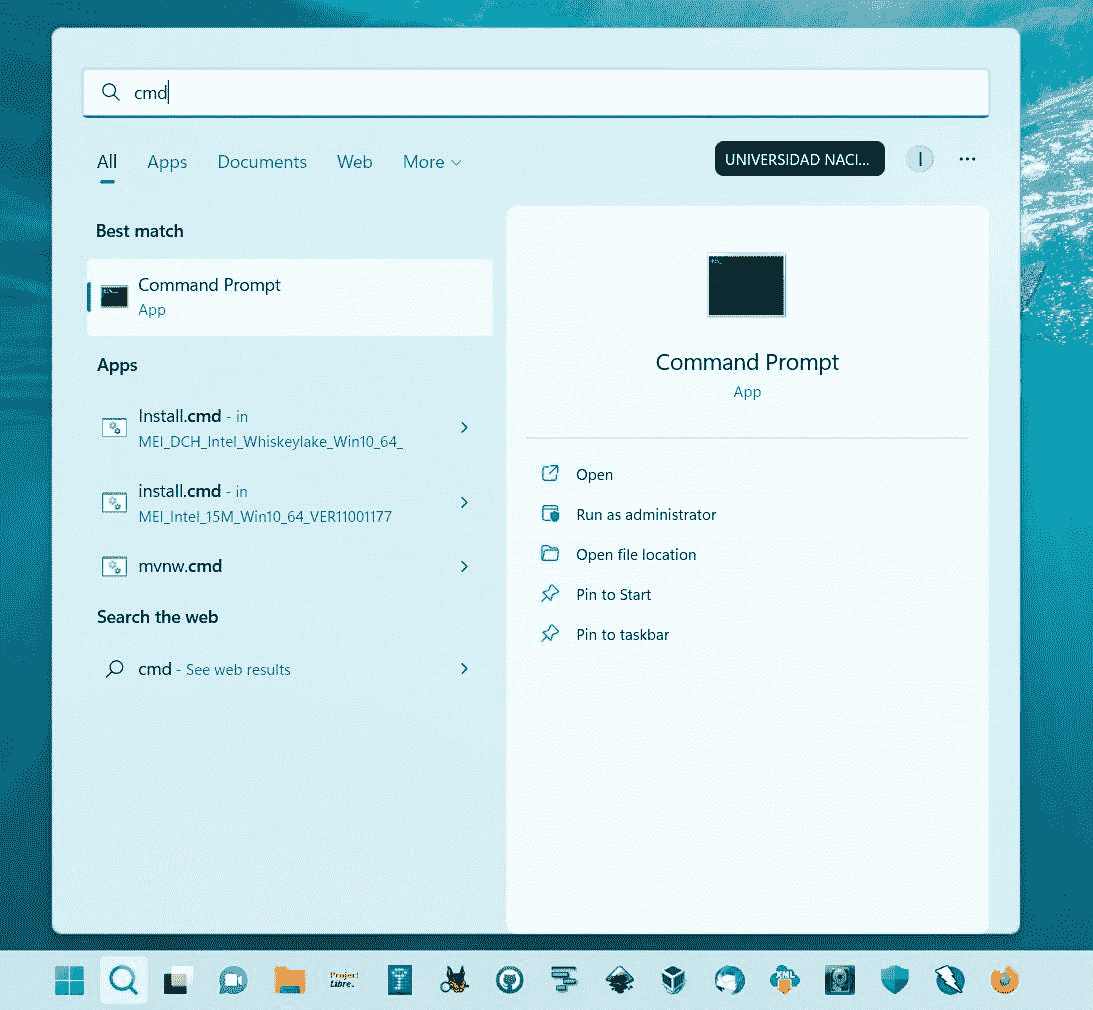 cmd
All Apps Documents Web More UNIVERSIDAD NACI... I
Best match
Command Prompt
App
Apps
Install.cmd - in
MEI_DCH_Intel_Whiskeylake_Win10_64_
install.cmd - in
MEI_Intel_15M_Win10_64_VER11001177
mvnw.cmd
Search the web
cmd - See web results
Command Prompt
App
Open
Run as administrator
Open file location
Pin to Start
Pin to taskbar
Project
Libre.
XML